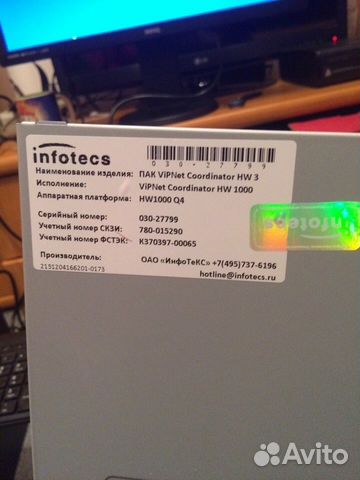 BenQ
infotecs
030-27799
Наименование изделия: ПАК ViPNet Coordinator HW 3
Исполнение: ViPNet Coordinator HW 1000
Аппаратная платформа: HW1000 Q4
Серийный номер: 030-27799
Учетный номер СКЗИ: 780-015290
Учетный номер ФСТЭК: К370397-00065
Производитель: ОАО «ИнфоТеКС» +7(495)737-6196
2151204166201-0173 hotline@infotecs.ru
infotecs
Avito